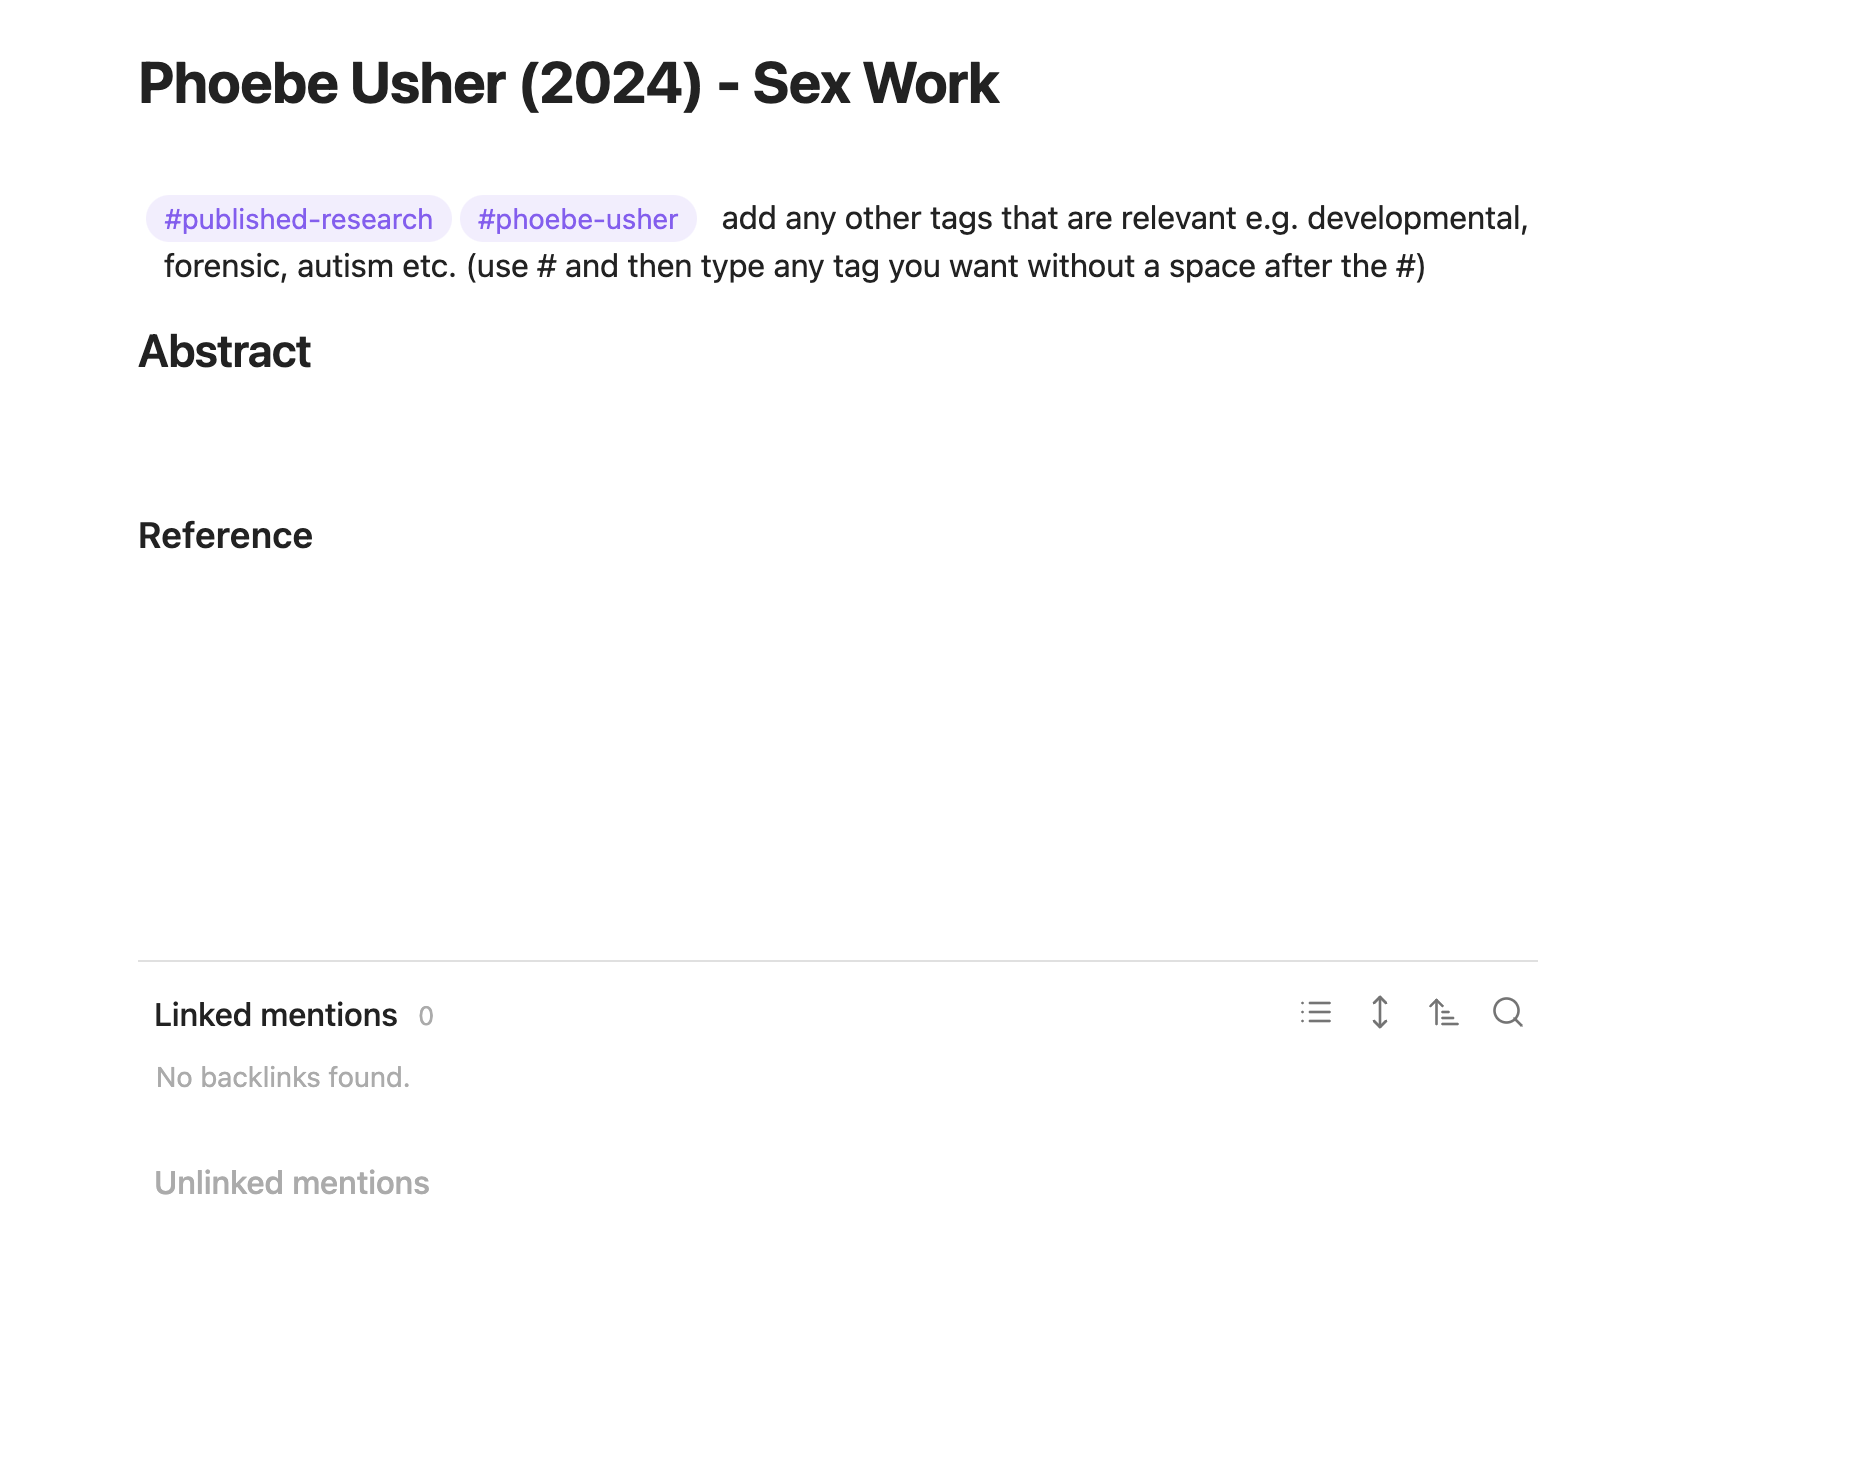 Phoebe Usher (2024) - Sex Work
#published-research #phoebe-usher add any other tags that are relevant e.g. developmental,
forensic, autism etc. (use # and then type any tag you want without a space after the #)
Abstract
Reference
Linked mentions 0
No backlinks found.
Unlinked mentions